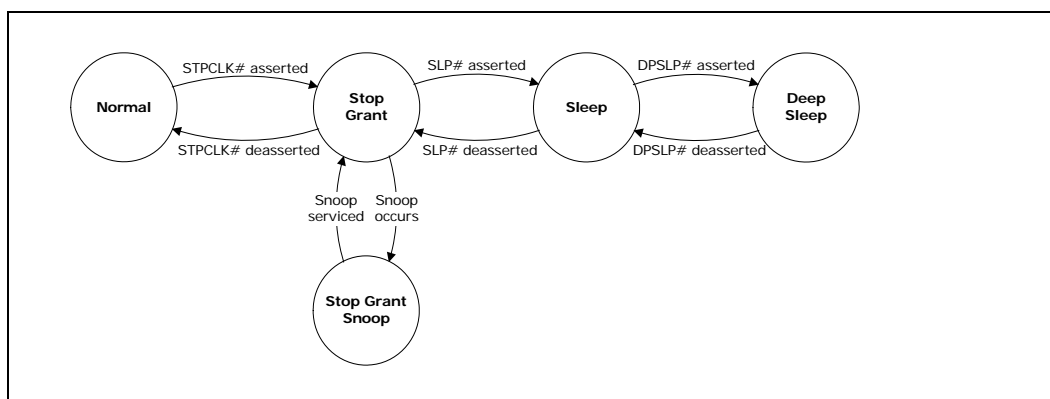 STPCLK# asserted
SLP# asserted
DPSLP# asserted
Normal
Stop
Grant
Sleep
Deep
Sleep
STPCLK# deasserted
SLP# deasserted
DPSLP# deasserted
Snoop
serviced
Snoop
occurs
Stop Grant
Snoop